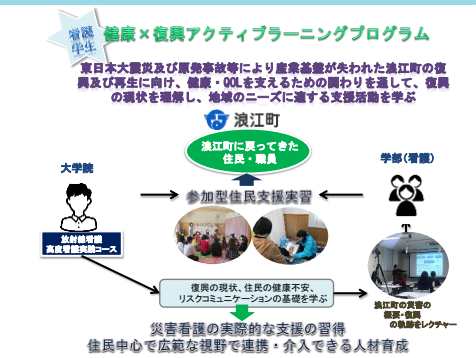 看護
学生
健康×復興アクティブラーニングプログラム
東日本大震災及び原発事故等により産業基盤が失われた浪江町の復
興及び再生に向け、健康・QOLを支えるための関わりを通して、復興
の現状を理解し、地域のニーズに適する支援活動を学ぶ
浪江町
浪江町に戻ってきた
住民・職員
大学院
学部(看護)
参加型住民支援実習
放射線看護
高度看護実践コース
復興の現状、住民の健康不安、
リスクコミュニケーションの基礎を学ぶ
浪江町の災害の
概要・復興
の軌跡をレクチャー
災害看護の実際的な支援の習得
住民中心で広範な視野で連携・介入できる人材育成